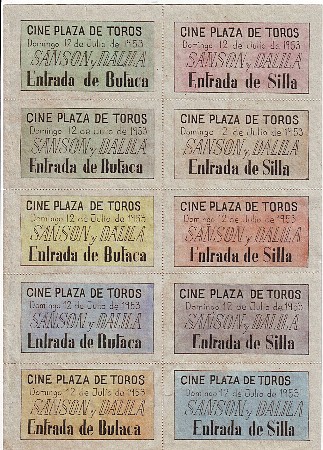 CINE PLAZA DE TOROS
Domingo 12 de Julio de 1953
SANSON y DALILA
Entrada de Butaca
CINE PLAZA DE TOROS
Domingo 12 de Julio de 1953
SANSON y DALILA
Entrada de Silla
CINE PLAZA DE TOROS
Domingo 12 de Julio de 1953
SANSON y DALILA
Entrada de Butaca
CINE PLAZA DE TOROS
Domingo 12 de Julio de 1953
SANSON y DALILA
Entrada de Silla
CINE PLAZA DE TOROS
Domingo 12 de Julio de 1953
SANSON y DALILA
Entrada de Butaca
CINE PLAZA DE TOROS
Domingo 12 de Julio de 1953
SANSON y DALILA
Entrada de Silla
CINE PLAZA DE TOROS
Domingo 12 de Julio de 1953
SANSON y DALILA
Entrada de Butaca
CINE PLAZA DE TOROS
Domingo 12 de Julio de 1953
SANSON y DALILA
Entrada de Silla
CINE PLAZA DE TOROS
Domingo 12 de Julio de 1953
SANSON y DALILA
Entrada de Butaca
CINE PLAZA DE TOROS
Domingo 12 de Julio de 1953
SANSON y DALILA
Entrada de Silla